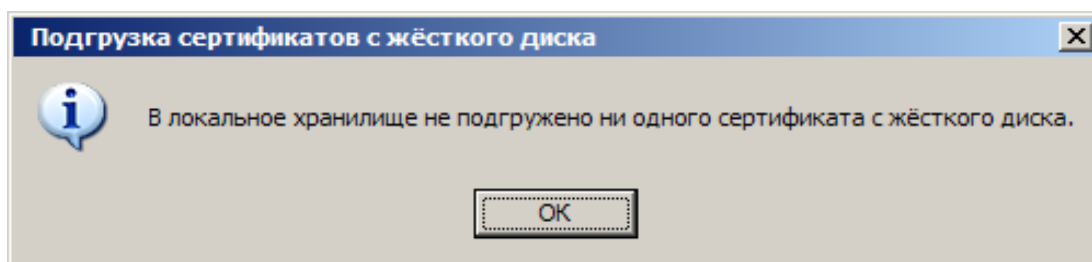 Подгрузка сертификатов с жёсткого диска
В локальное хранилище не подгружено ни одного сертификата с жёсткого диска.
OK